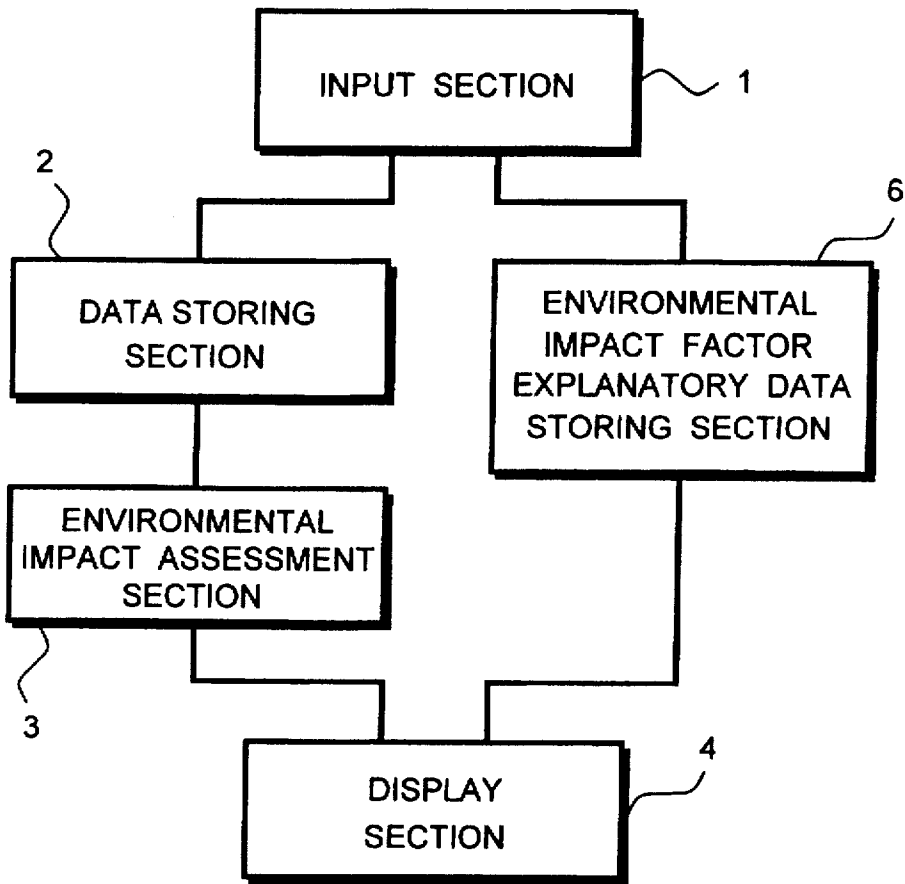 INPUT SECTION
1
2
6
DATA STORING
SECTION
ENVIRONMENTAL
IMPACT FACTOR
EXPLANATORY DATA
STORING SECTION
ENVIRONMENTAL
IMPACT ASSESSMENT
SECTION
3
4
DISPLAY
SECTION